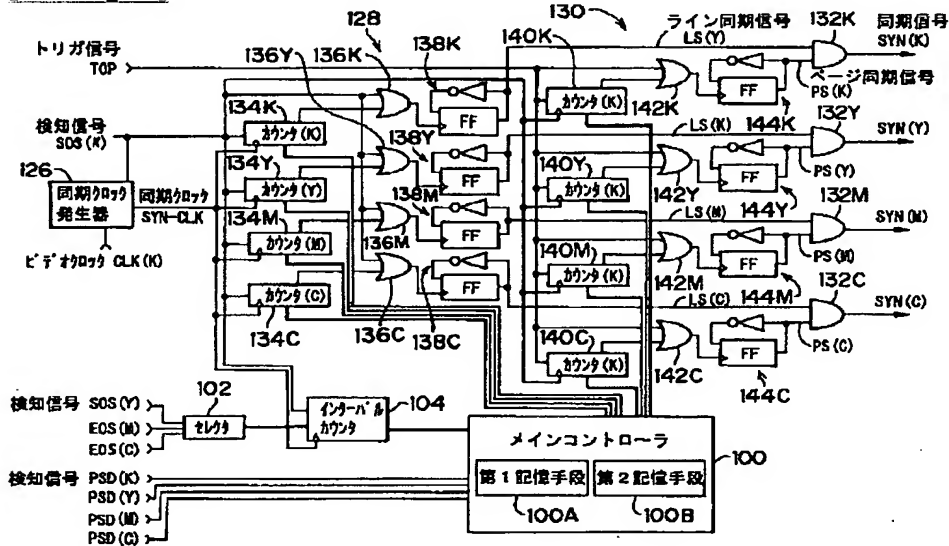 128
130
ライン同期信号
132K
同期信号
LS(Y)
SYN(K)
トリガ信号
TOP
136Y
136K
138K
140K
ページ同期信号
FF
142K
FF
PS(K)
132Y
検知信号
SOS(K)
134K
カウンタ(K)
カウンタ(K)
LS(K)
144K
SYN(Y)
126
134Y
138Y
140Y
PS(Y)
同期クロック
発生器
同期クロック
SYN-CLK
カウンタ(Y)
FF
カウンタ(K)
142Y
FF
144Y
132M
134M
138M
LS(M)
SYN(M)
カウンタ(M)
136M
FF
140M
142M
FF
PS(M)
ビデオクロック CLK(K)
カウンタ(K)
144M
132C
カウンタ(C)
FF
LS(C)
SYN(C)
134C
136C
138C
140C
PS(C)
カウンタ(K)
142C
FF
144C
102
104
検知信号 SOS(Y)
EOS(M)
EOS(C)
セレクタ
インターバル
カウンタ
メインコントローラ
100
検知信号 PSD(K)
PSD(Y)
PSD(M)
PSD(C)
第1記憶手段
第2記憶手段
100A
100B